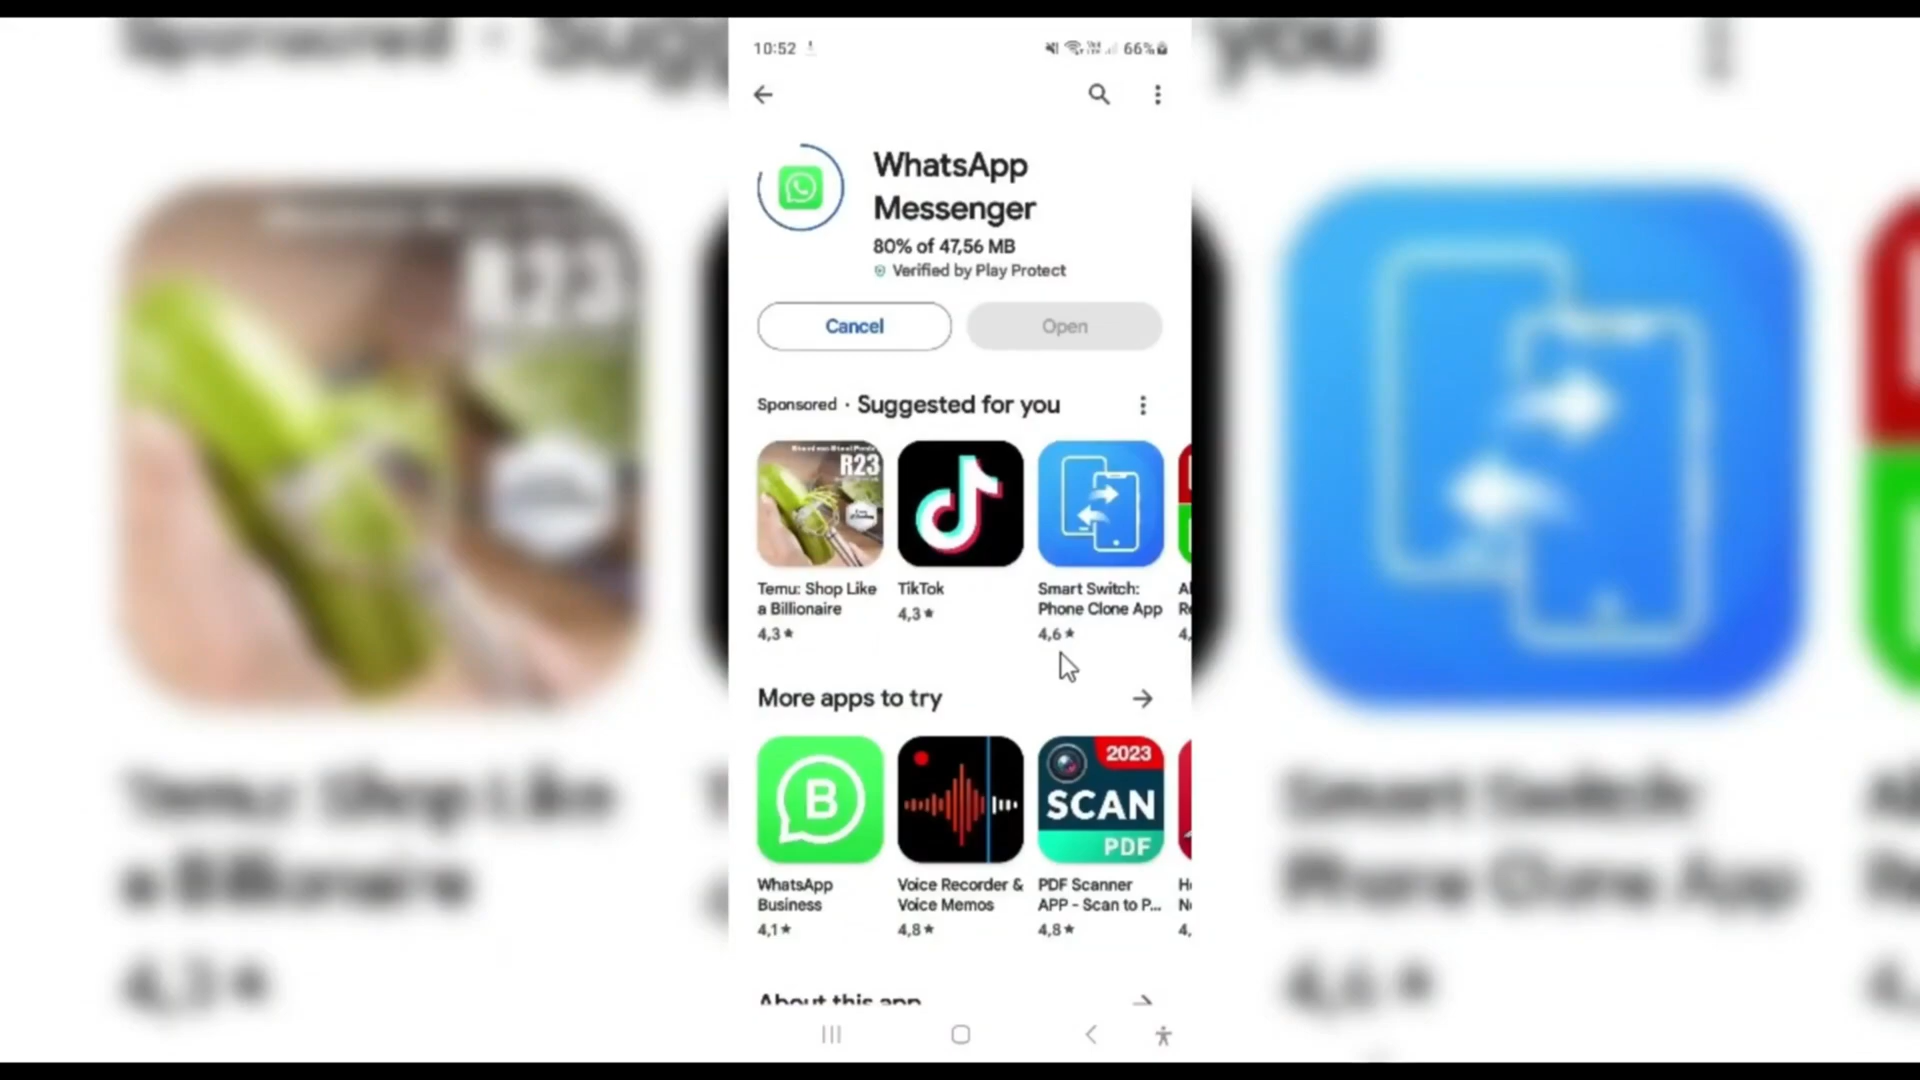 10:52
66%
WhatsApp
Messenger
80% of 47,56 MB
Verified by Play Protect
Cancel
Open
Sponsored · Suggested for you
R23
Temu: Shop Like
a Billionaire
4,3★
TikTok
4,3★
Smart Switch:
Phone Clone App
4,6★
More apps to try
B
2023
SCAN
PDF
WhatsApp
Business
4,1★
Voice Recorder &
Voice Memos
4,8★
PDF Scanner
APP - Scan to P...
4,8★
About this app